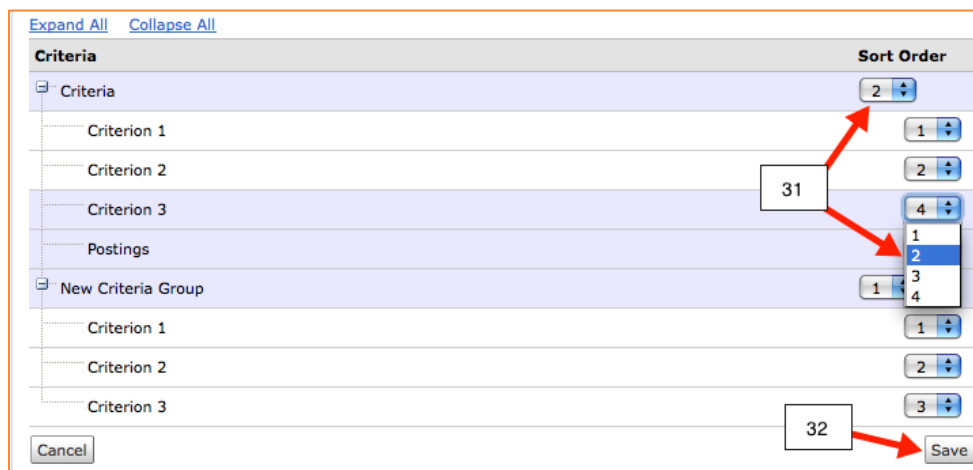 Expand All Collapse All
Criteria Sort Order
Criteria 2
Criterion 1 1
Criterion 2 2
31
Criterion 3 4
1
Postings 2
3
New Criteria Group 1 4
Criterion 1 1
Criterion 2 2
Criterion 3 3
32
Cancel Save